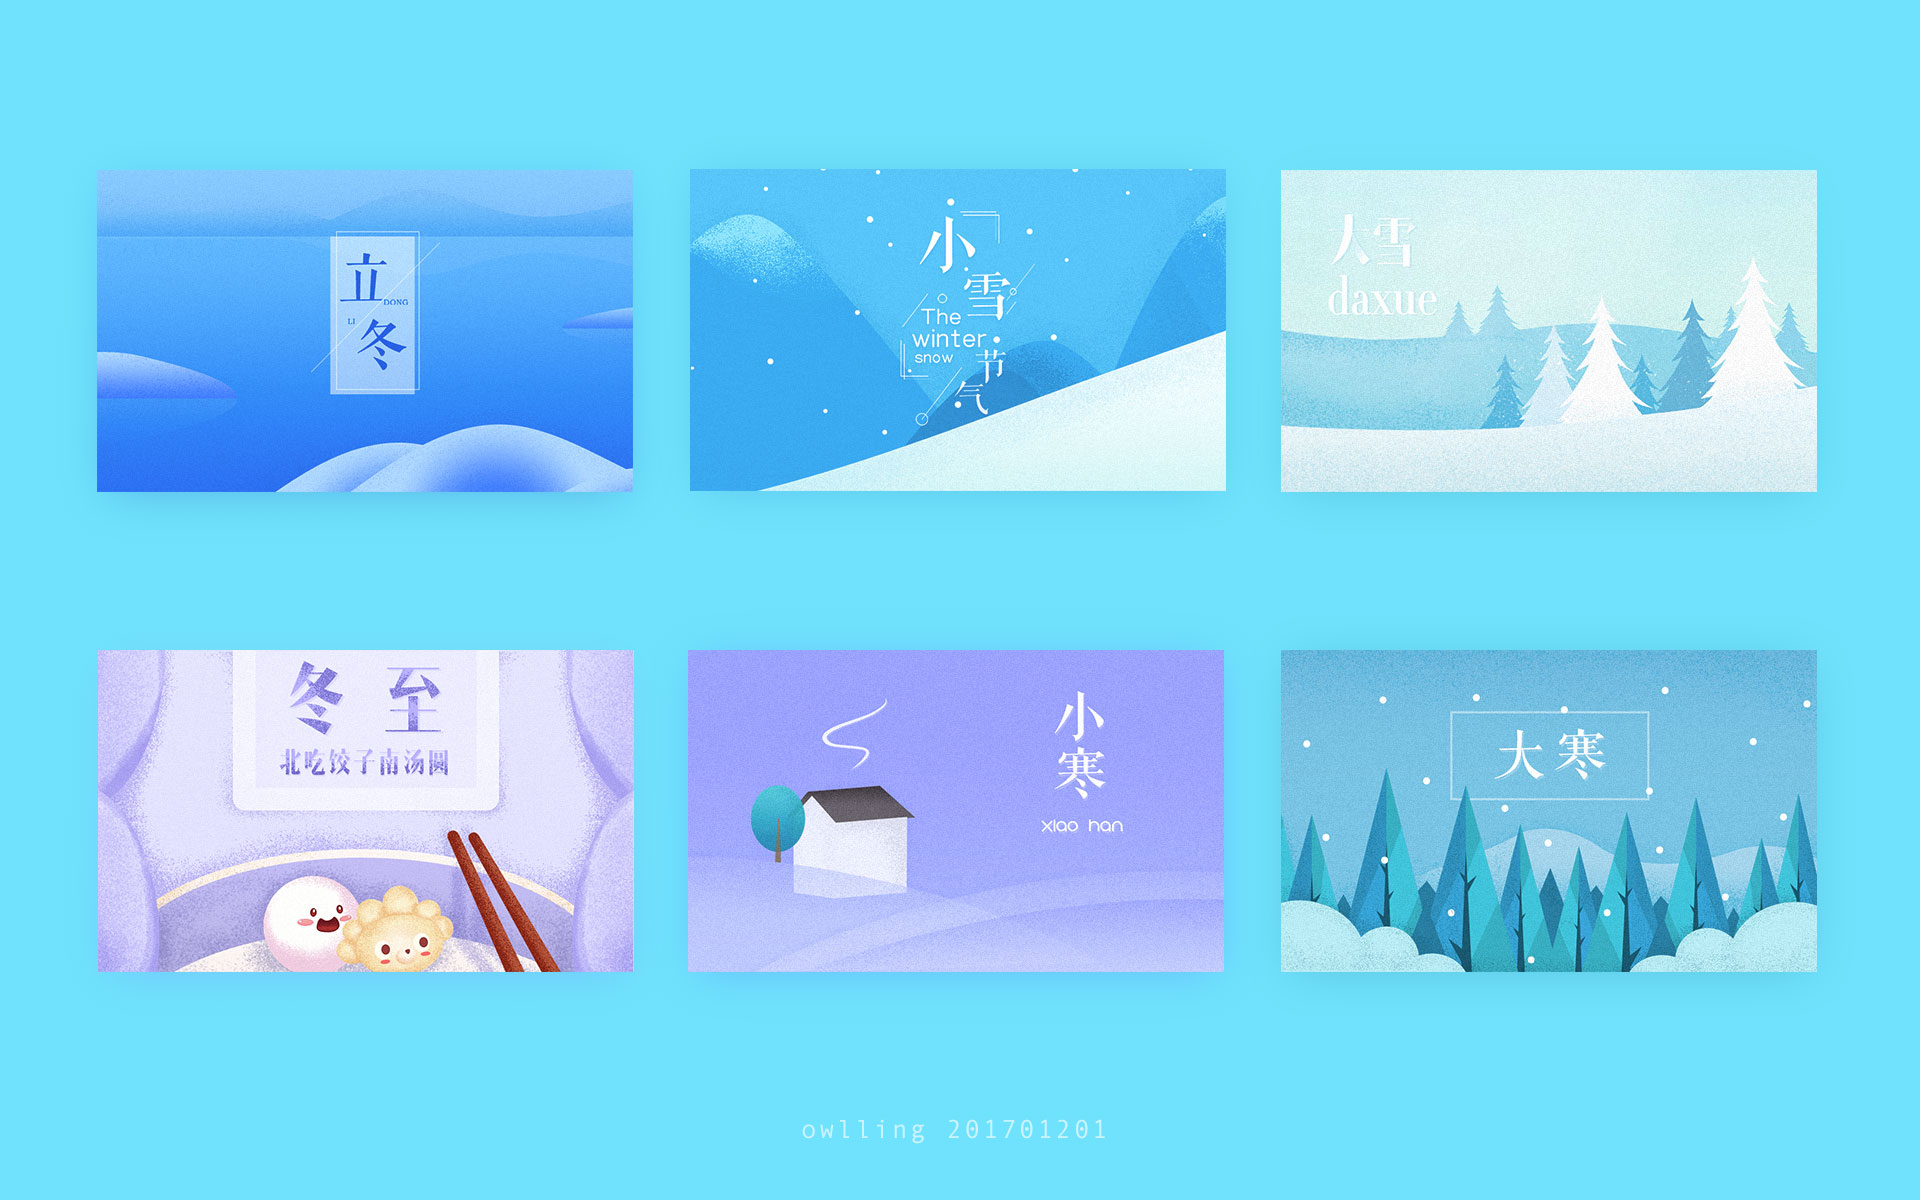 立
DONG
LI
冬
小
雪
The
winter
snow
节
气
大雪
daxue
冬 至
北吃饺子南汤圆
小
寒
xiao han
大寒
owlling 201701201